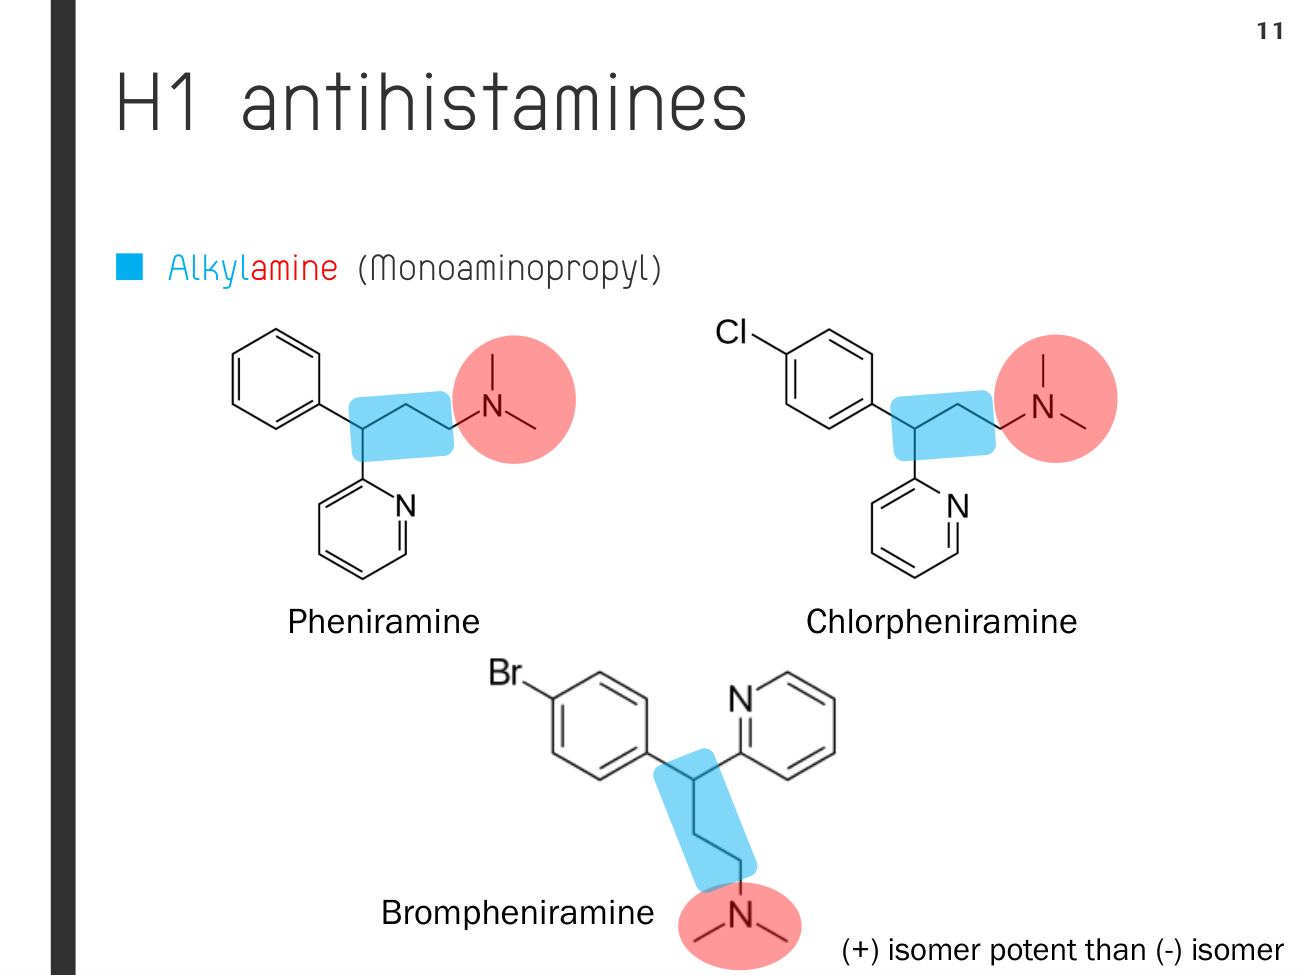 11
H1 antihistamines
Alkylamine (Monoaminopropyl)
N
N
Pheniramine
Cl
N
N
Chlorpheniramine
Br
N
N
Brompheniramine
(+) isomer potent than (-) isomer